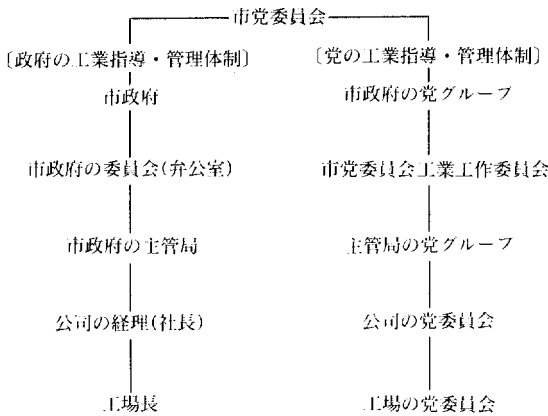 市党委員会
〔政府の工業指導・管理体制〕
〔党の工業指導・管理体制〕
市政府
市政府の党グループ
市政府の委員会(弁公室)
市党委員会工業工作委員会
市政府の主管局
主管局の党グループ
公司の経理(社長)
公司の党委員会
工場長
工場の党委員会